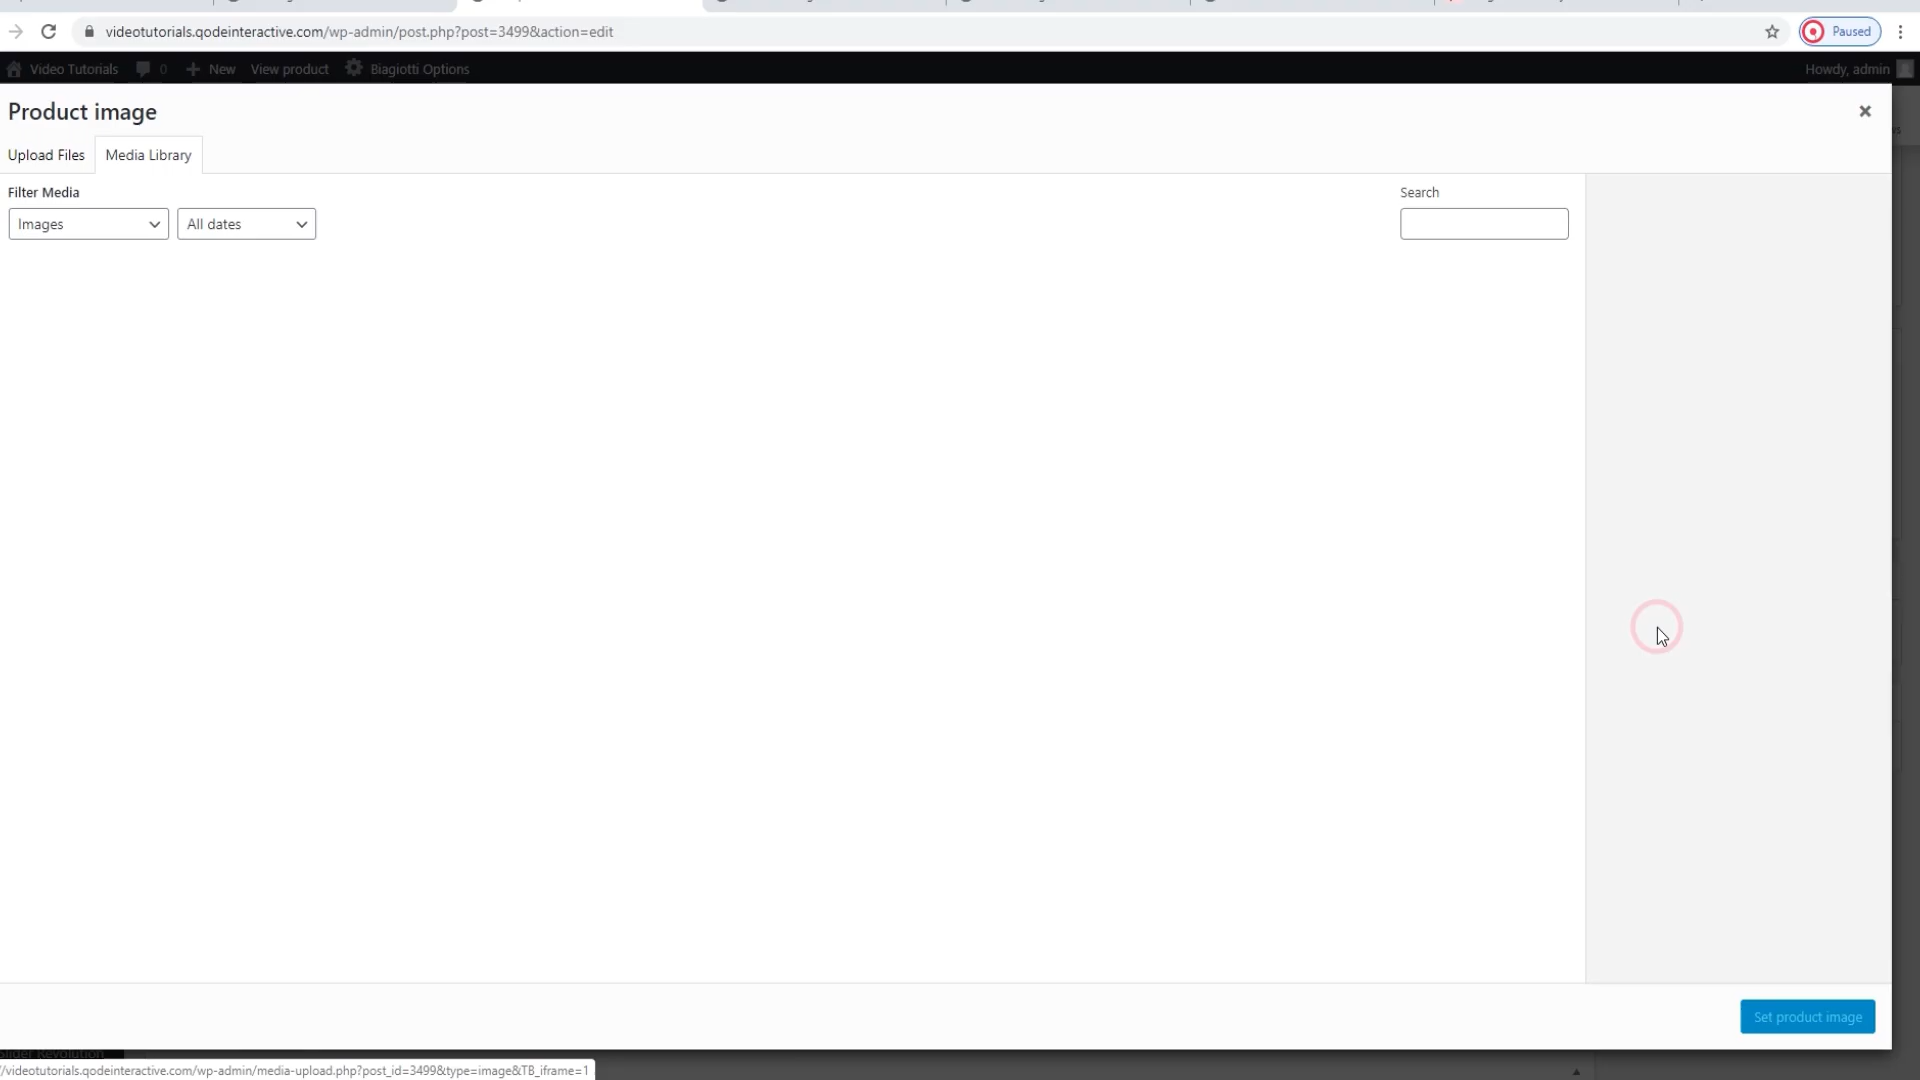 videotutorials.qodeinteractive.com/wp-admin/post.php?post=3499&action=edit
Paused
Video Tutorials
0
New
View product
Biagiotti Options
Howdy, admin
Product image
Upload Files
Media Library
Filter Media
Search
Images
All dates
Set product image
Slider Revolution
/videotutorials.qodeinteractive.com/wp-admin/media-upload.php?post_id=3499&type=image&TB_iframe=1